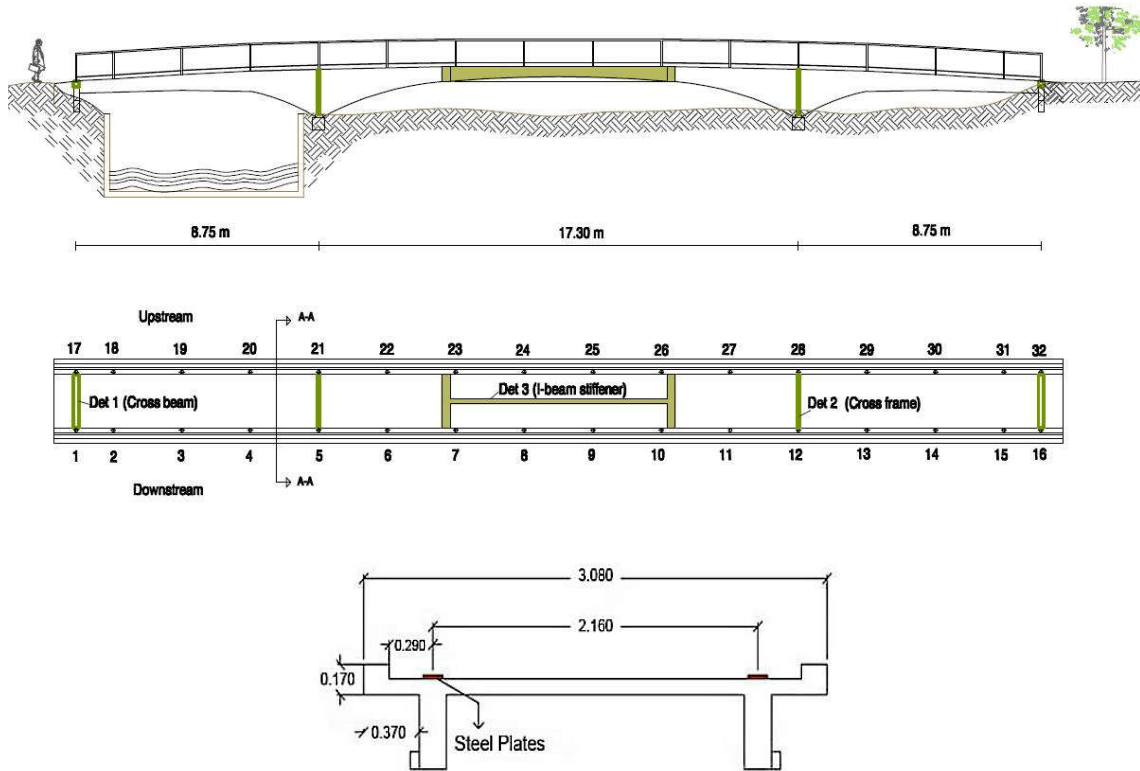 8.75 m 17.30 m 8.75 m
Upstream A-A
17 18 19 20 21 22 23 24 25 26 27 28 29 30 31 32
Det 1 (Cross beam) Det 3 (I-beam stiffener) Det 2 (Cross frame)
1 2 3 4 5 6 7 8 9 10 11 12 13 14 15 16
Downstream A-A
3.080
2.160
0.290
0.170
0.370
Steel Plates